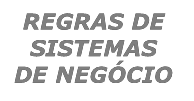 REGRAS DE
SISTEMAS
DE NEGÓCIO